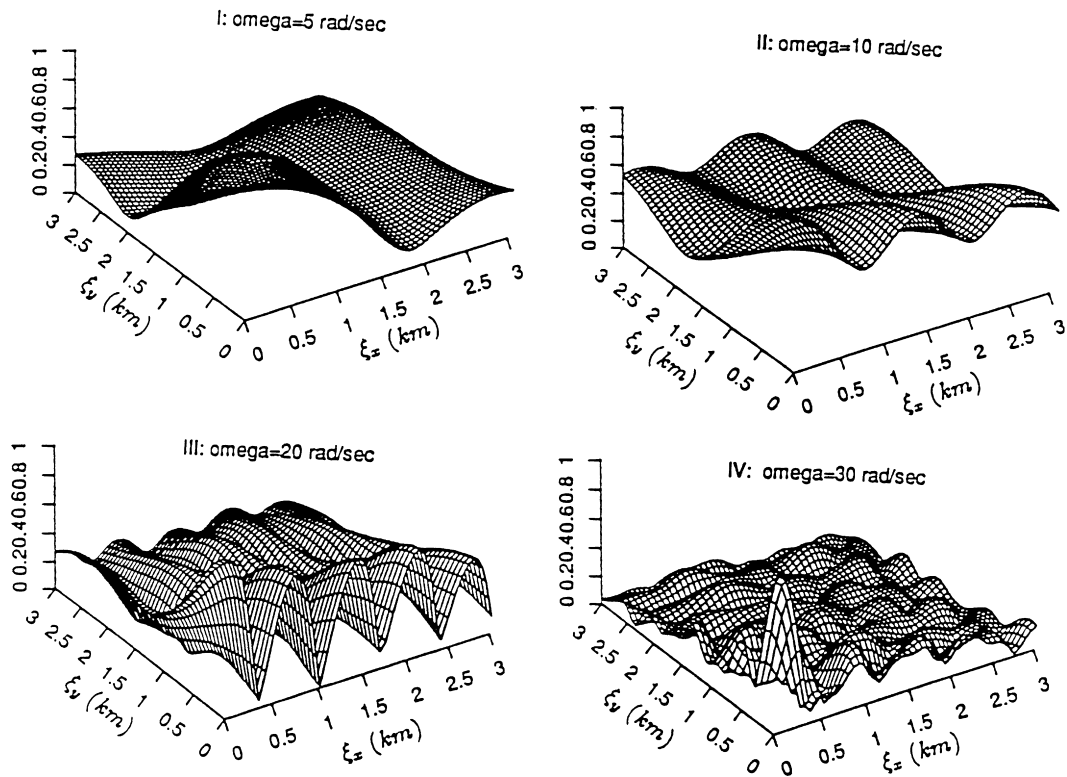 I: omega=5 rad/sec
0 0.20.40.60.8 1
3 2.5 2 1.5 1 0.5 0
ξy (km)
0 0.5 1 1.5 2 2.5 3
ξx (km)
II: omega=10 rad/sec
0 0.20.40.60.8 1
3 2.5 2 1.5 1 0.5 0
ξy (km)
0 0.5 1 1.5 2 2.5 3
ξx (km)
III: omega=20 rad/sec
0 0.20.40.60.8 1
3 2.5 2 1.5 1 0.5 0
ξy (km)
0 0.5 1 1.5 2 2.5 3
ξx (km)
IV: omega=30 rad/sec
0 0.20.40.60.8 1
3 2.5 2 1.5 1 0.5 0
ξy (km)
0 0.5 1 1.5 2 2.5 3
ξx (km)